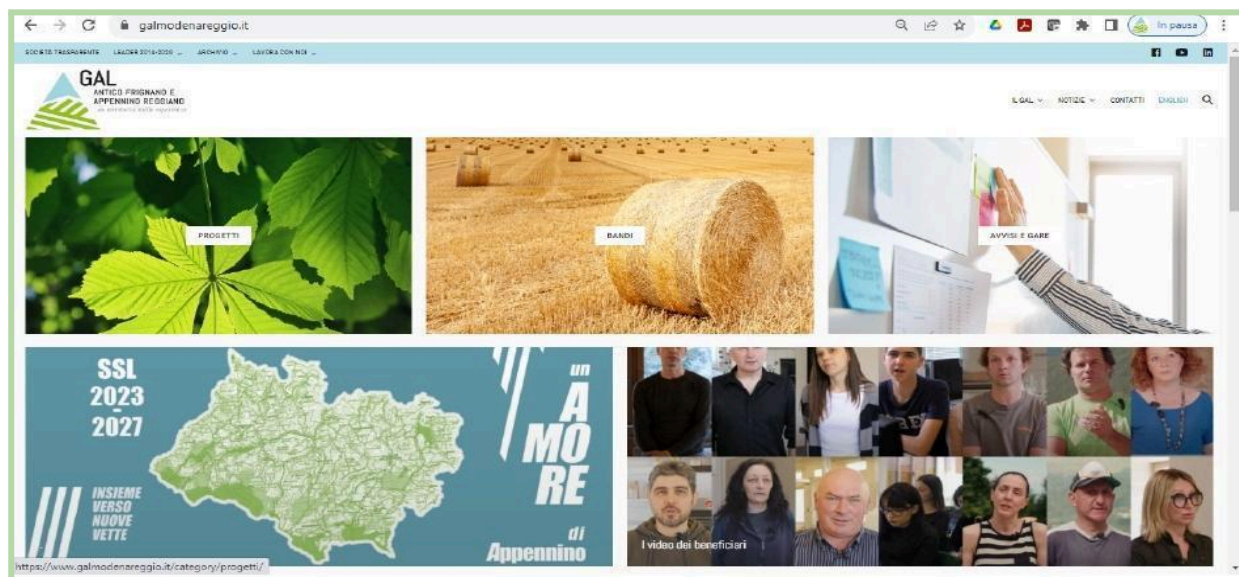 galmodenareggio.it
In pausa
SOCIETÀ TRASPARENTE LEADER 2014-2020 ARCHIVIO LAVORA CON NOI
GAL
ANTICO FRIGNANO E
APPENNINO REGGIANO
IL GAL NOTIZIE CONTATTI ENGLISH
PROGETTI
BANDI
AVVISI E GARE
SSL
2023
-
2027
INSIEME
VERSO
NUOVE
VETTE
un
A
MO
RE
di
Appennino
I video dei beneficiari
https://www.galmodenareggio.it/category/progetti/